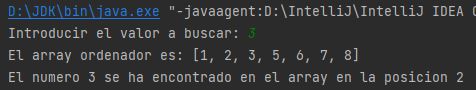 D:\JDK\bin\java.exe "-javaagent:D:\IntelliJ\IntelliJ IDEA
Introducir el valor a buscar: 3
El array ordenador es: [1, 2, 3, 5, 6, 7, 8]
El numero 3 se ha encontrado en el array en la posicion 2